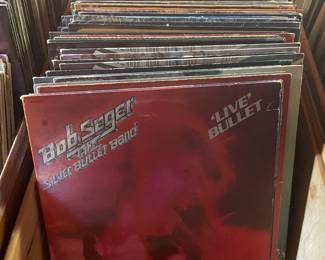 Bob Seger
AND THE
SILVER BULLET BAND
'LIVE'
BULLET